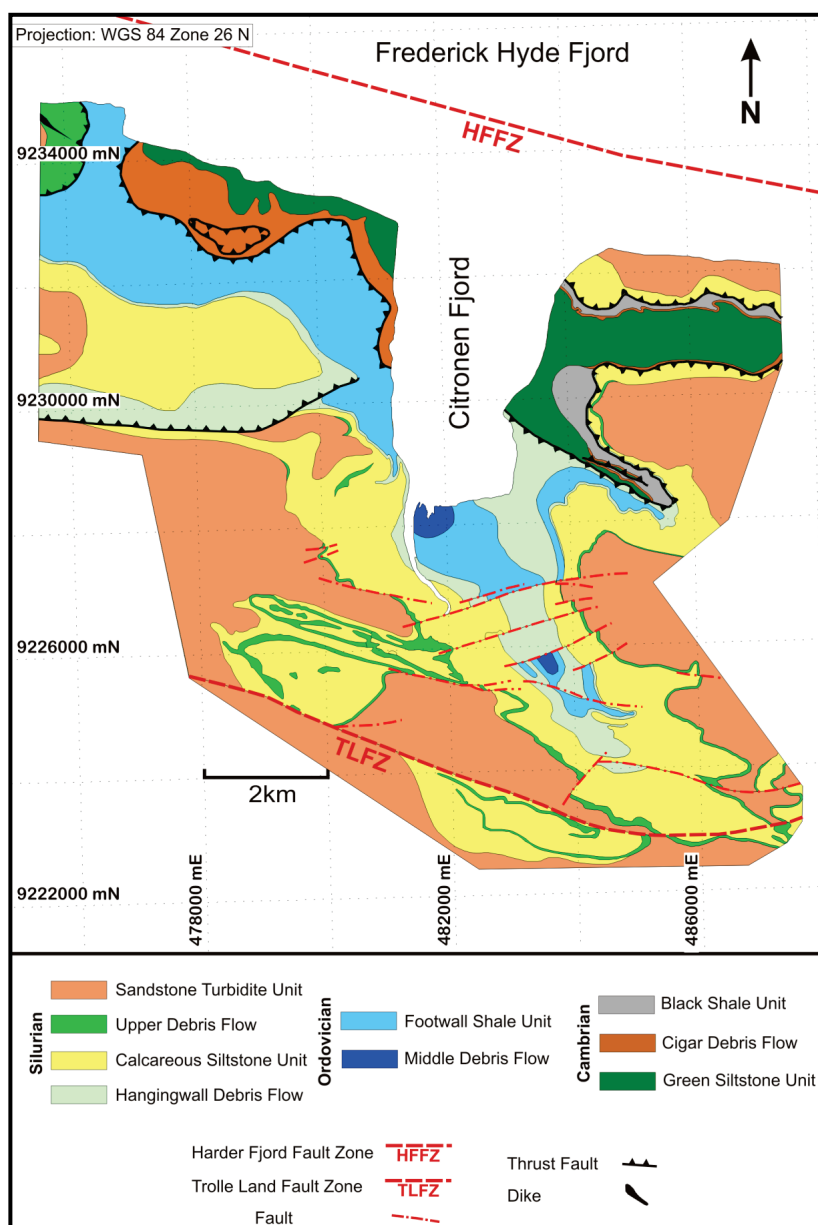 Projection: WGS 84 Zone 26 N
Frederick Hyde Fjord
N
HFFZ
9234000 mN
Citronen Fjord
9230000 mN
9226000 mN
TLFZ
2km
9222000 mN
478000 mE
482000 mE
486000 mE
Silurian
Sandstone Turbidite Unit
Upper Debris Flow
Calcareous Siltstone Unit
Hangingwall Debris Flow
Ordovician
Footwall Shale Unit
Middle Debris Flow
Cambrian
Black Shale Unit
Cigar Debris Flow
Green Siltstone Unit
Harder Fjord Fault Zone HFFZ
Trolle Land Fault Zone TLFZ
Fault
Thrust Fault
Dike